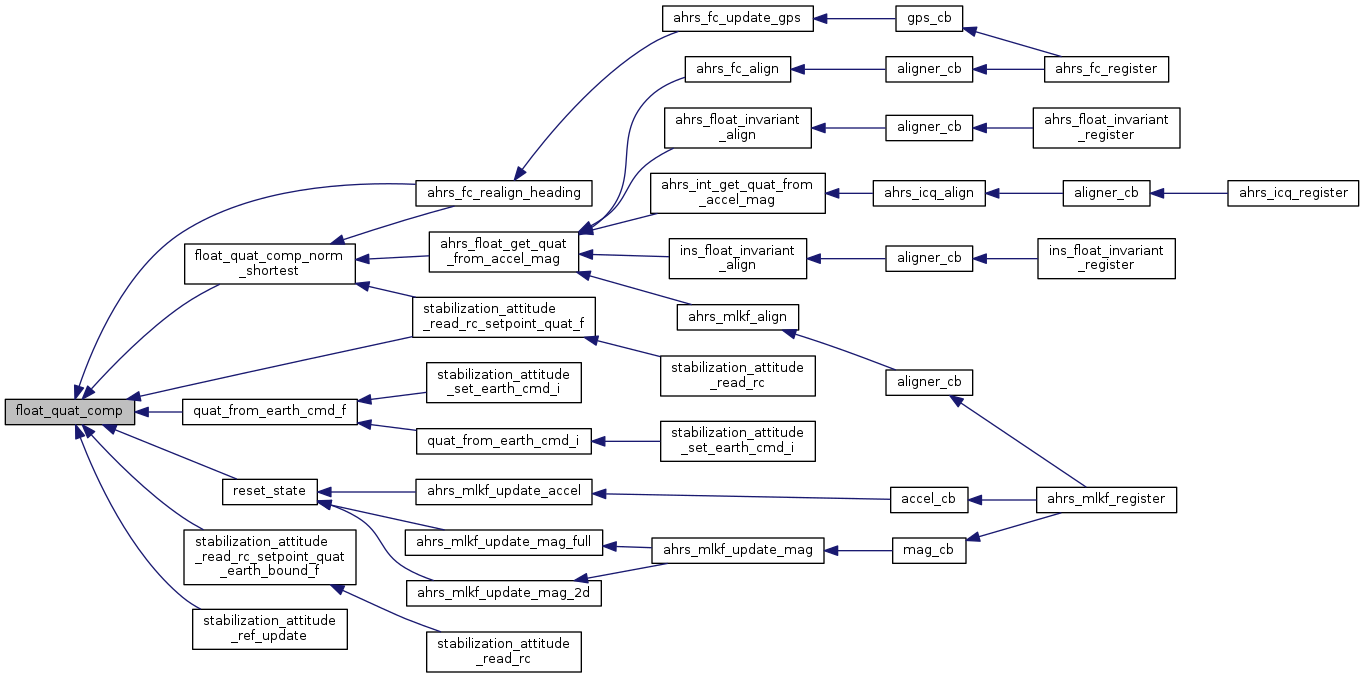 ahrs_fc_update_gps
gps_cb
ahrs_fc_align
aligner_cb
ahrs_fc_register
ahrs_float_invariant
_align
aligner_cb
ahrs_float_invariant
_register
ahrs_fc_realign_heading
ahrs_int_get_quat_from
_accel_mag
ahrs_icq_align
aligner_cb
ahrs_icq_register
float_quat_comp_norm
_shortest
ahrs_float_get_quat
_from_accel_mag
ins_float_invariant
_align
aligner_cb
ins_float_invariant
_register
stabilization_attitude
_read_rc_setpoint_quat_f
ahrs_mlkf_align
stabilization_attitude
_read_rc
stabilization_attitude
_set_earth_cmd_i
aligner_cb
float_quat_comp
quat_from_earth_cmd_f
quat_from_earth_cmd_i
stabilization_attitude
_set_earth_cmd_i
reset_state
ahrs_mlkf_update_accel
accel_cb
ahrs_mlkf_register
stabilization_attitude
_read_rc_setpoint_quat
_earth_bound_f
ahrs_mlkf_update_mag_full
ahrs_mlkf_update_mag
mag_cb
ahrs_mlkf_update_mag_2d
stabilization_attitude
_ref_update
stabilization_attitude
_read_rc